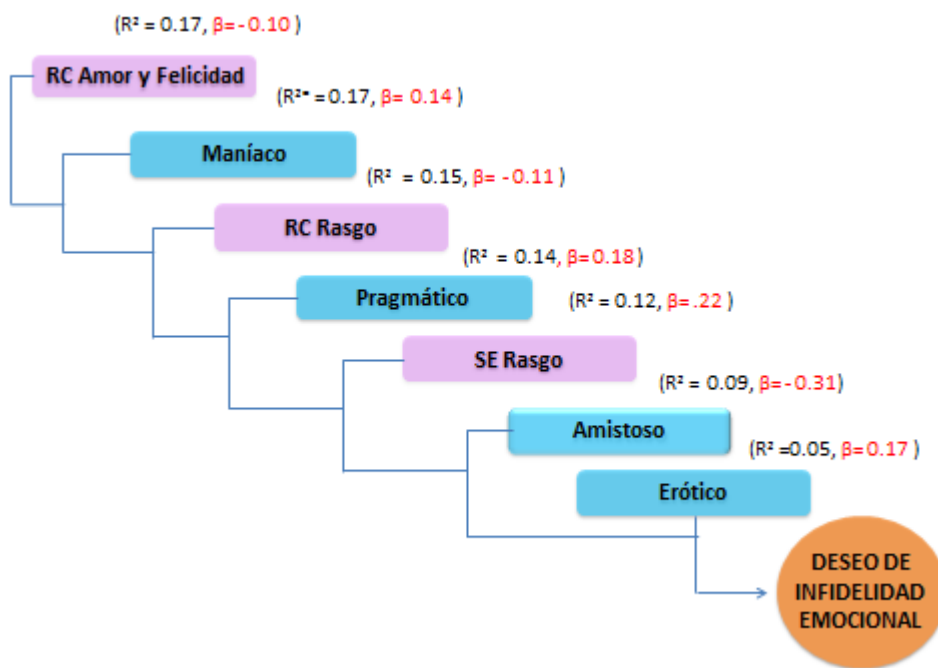 (R² = 0.17, β= - 0.10)
RC Amor y Felicidad
(R²* = 0.17, β= 0.14 )
Maníaco
(R² = 0.15, β= -0.11 )
RC Rasgo
(R² = 0.14, β=0.18)
Pragmático
(R² = 0.12, β= .22 )
SE Rasgo
(R² = 0.09, β= -0.31)
Amistoso
(R² =0.05, β=0.17 )
Erótico
DESEO DE
INFIDELIDAD
EMOCIONAL